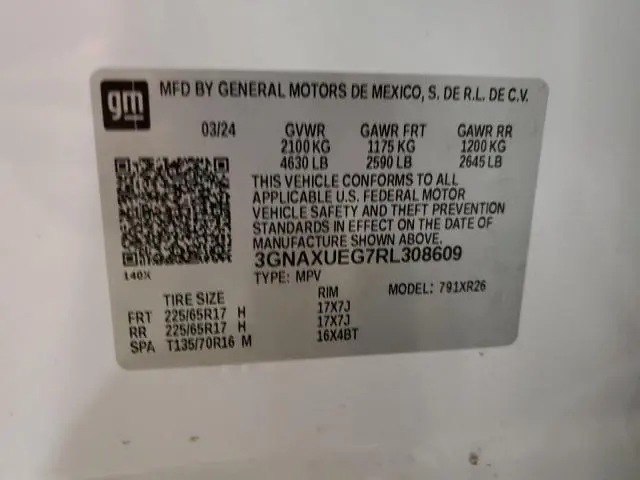 gm
MFD BY GENERAL MOTORS DE MEXICO, S. DE R.L. DE C.V.
03/24 GVWR GAWR FRT GAWR RR
2100 KG 1175 KG 1200 KG
4630 LB 2590 LB 2645 LB
THIS VEHICLE CONFORMS TO ALL
APPLICABLE U.S. FEDERAL MOTOR
VEHICLE SAFETY AND THEFT PREVENTION
STANDARDS IN EFFECT ON THE DATE OF
MANUFACTURE SHOWN ABOVE.
3GNAXUEG7RL308609
140X
TYPE: MPV MODEL: 791XR26
TIRE SIZE RIM
FRT 225/65R17 H 17X7J
RR 225/65R17 H 17X7J
SPA T135/70R16 M 16X4BT